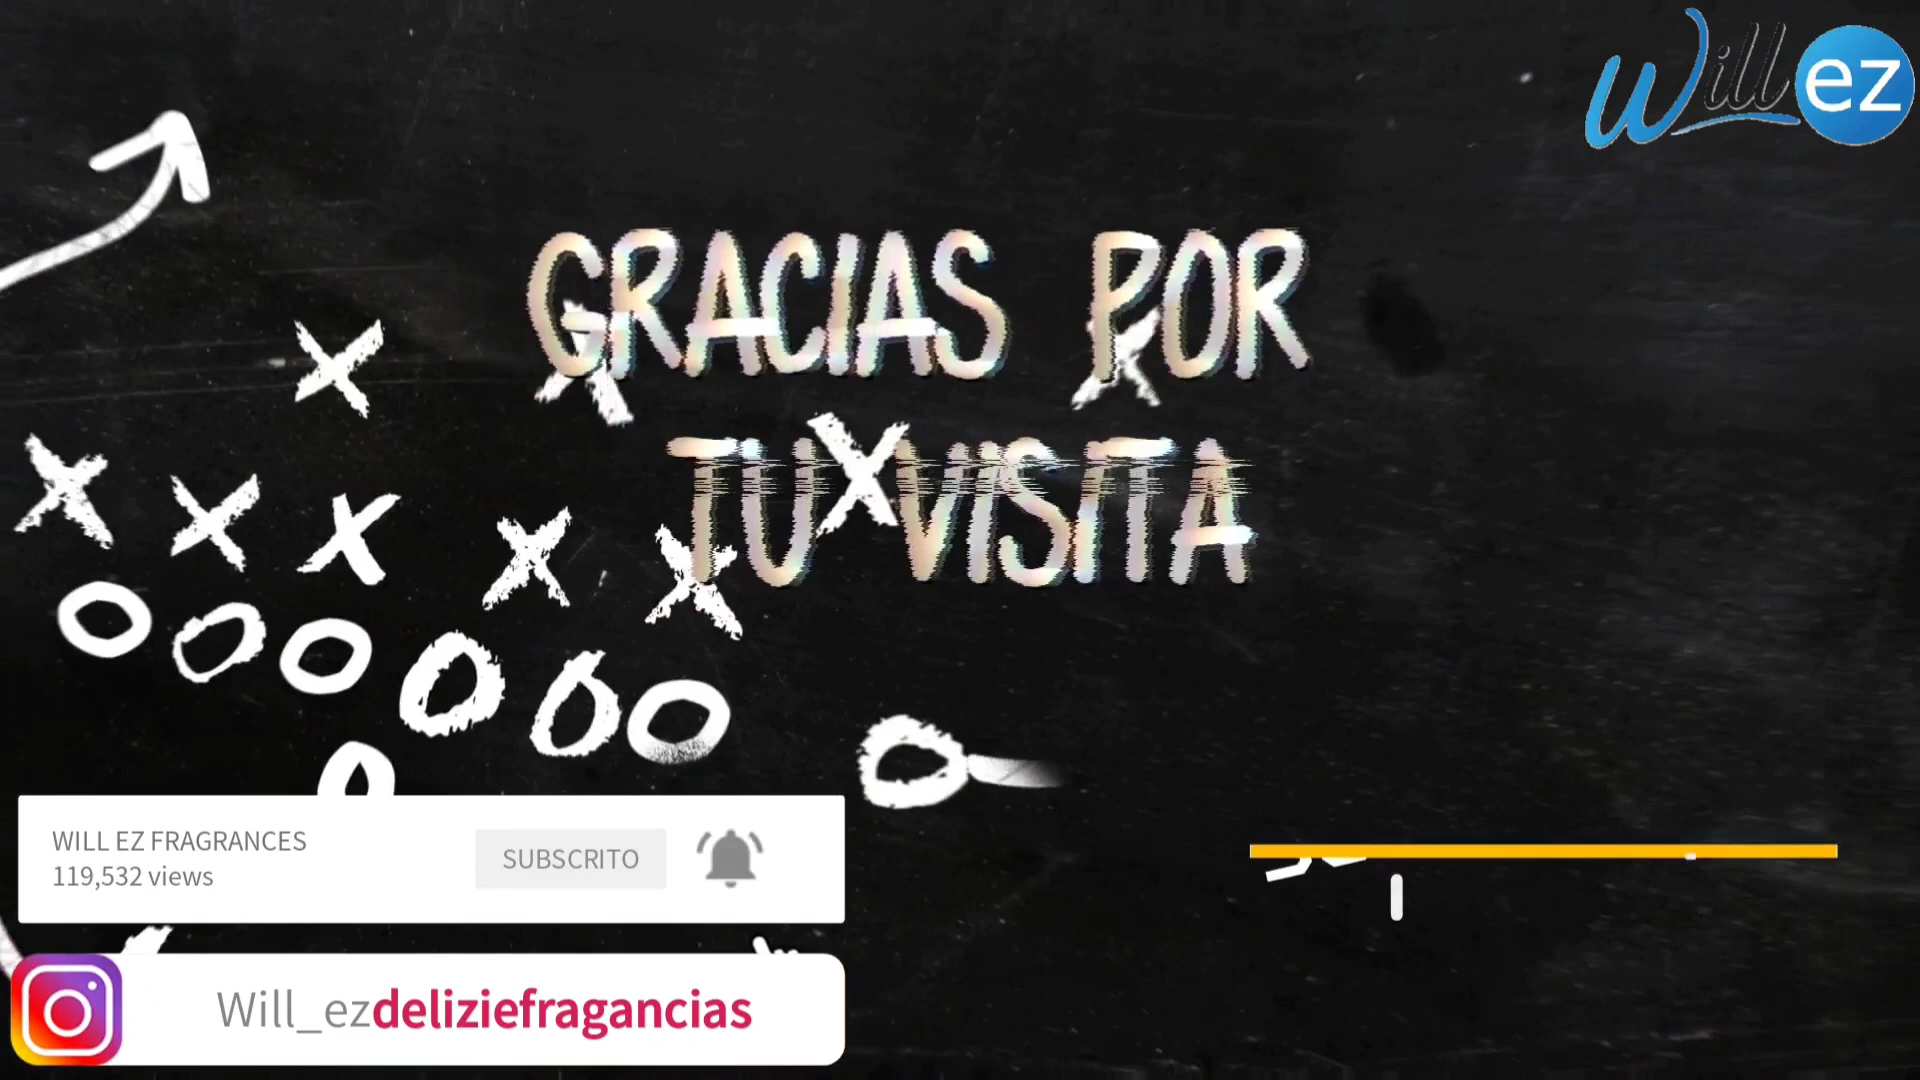 Will ez
GRACIAS POR
TU VISITA
WILL EZ FRAGRANCES
119,532 views
SUBSCRITO
Will_ezdeliziefragancias